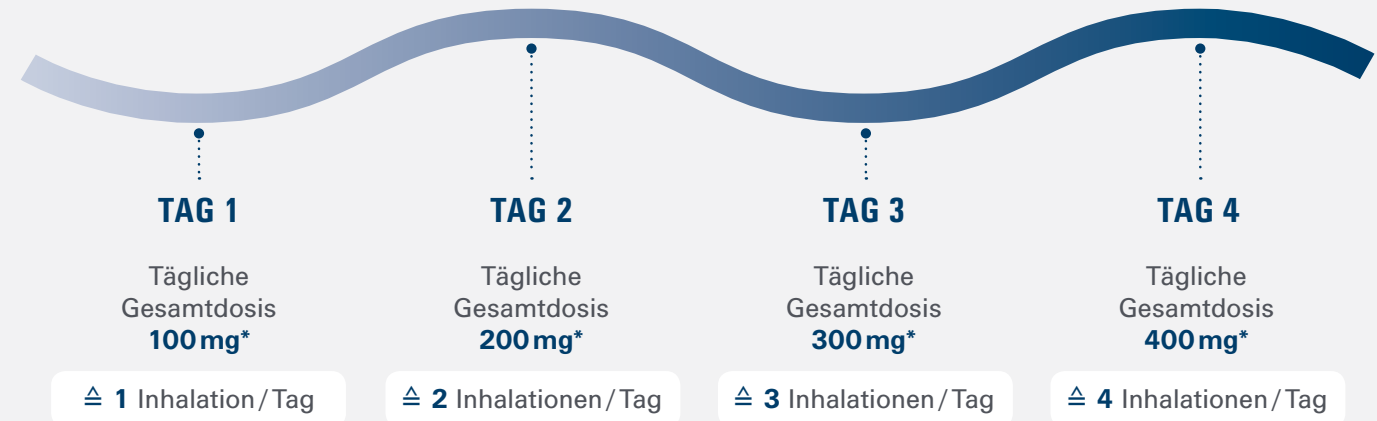 TAG 1
Tägliche
Gesamtdosis
100 mg*
≙ 1 Inhalation / Tag
TAG 2
Tägliche
Gesamtdosis
200 mg*
≙ 2 Inhalationen / Tag
TAG 3
Tägliche
Gesamtdosis
300 mg*
≙ 3 Inhalationen / Tag
TAG 4
Tägliche
Gesamtdosis
400 mg*
≙ 4 Inhalationen / Tag